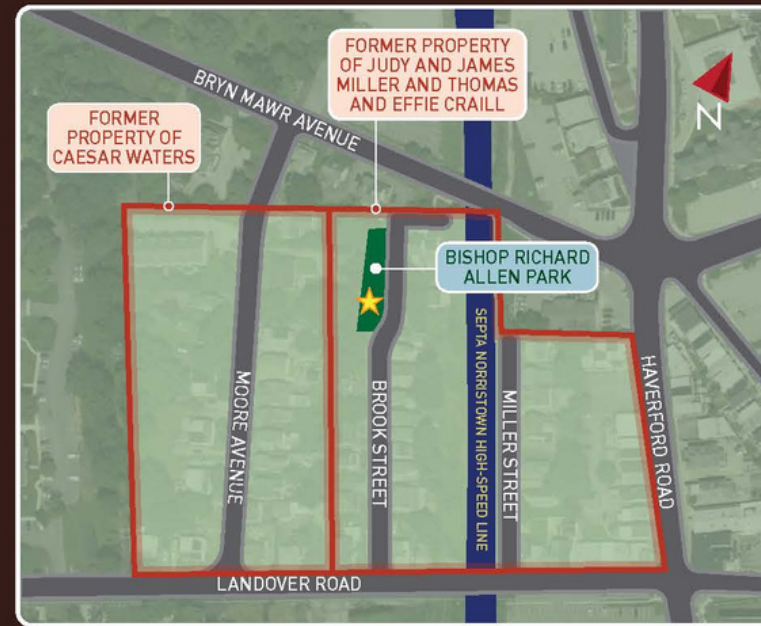 BRYN MAWR AVENUE
FORMER PROPERTY
OF JUDY AND JAMES
MILLER AND THOMAS
AND EFFIE CRAILL
N
FORMER
PROPERTY OF
CAESAR WATERS
BISHOP RICHARD
ALLEN PARK
MOORE AVENUE
BROOK STREET
SEPTA NORRISTOWN HIGH-SPEED LINE
MILLER STREET
HAVERFORD ROAD
LANDOVER ROAD